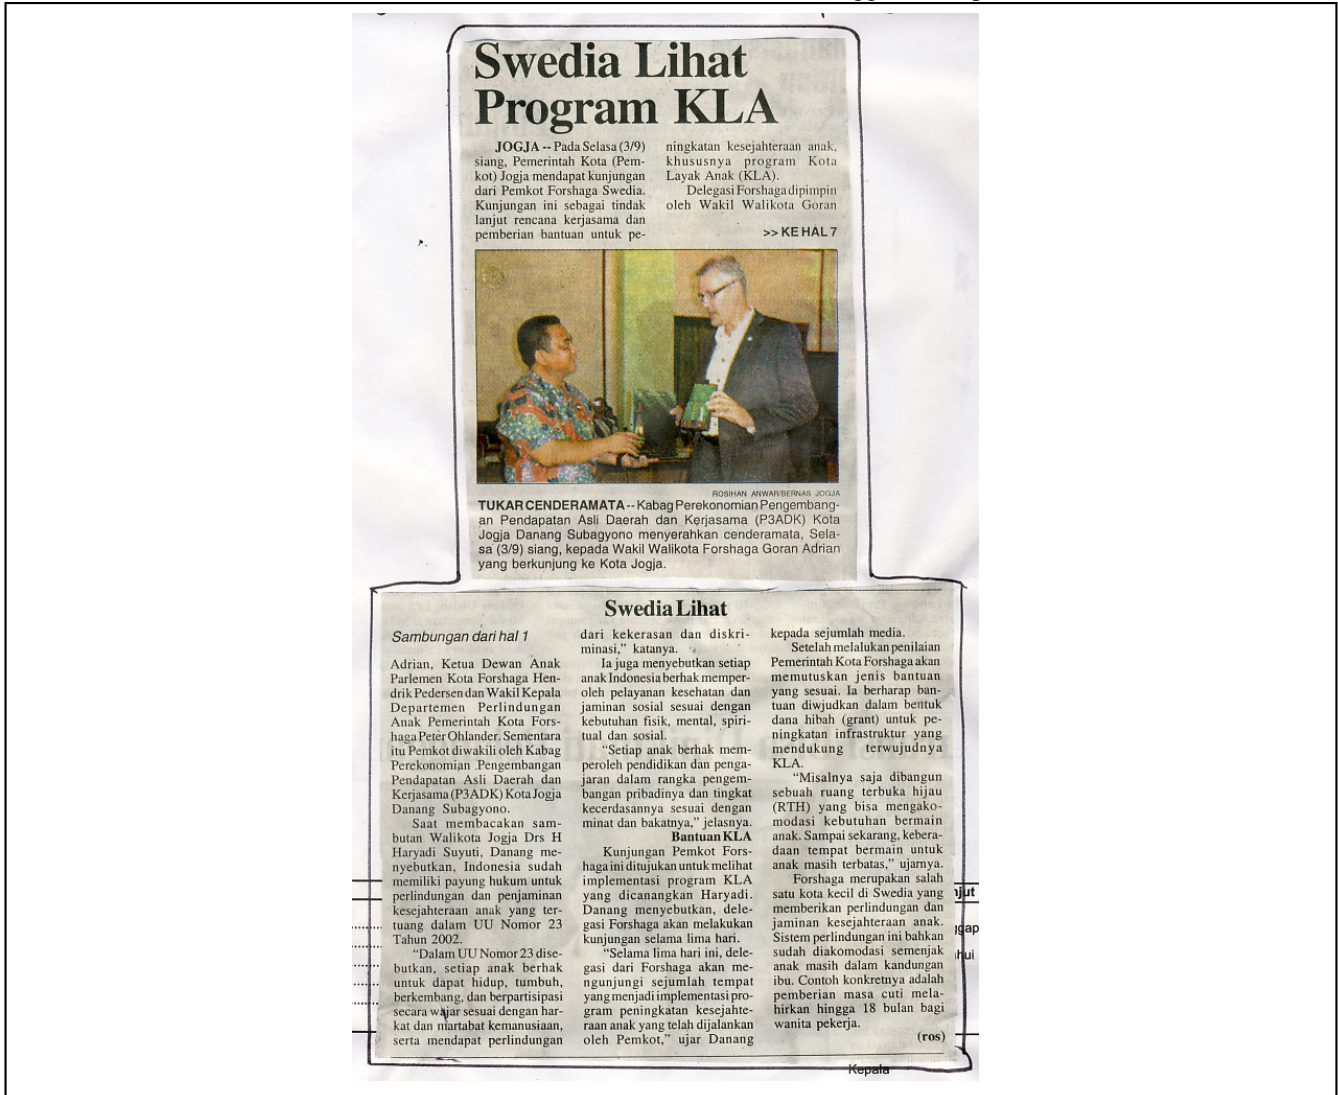 Swedia Lihat
Program KLA
JOGJA -- Pada Selasa (3/9)
siang, Pemerintah Kota (Pem-
kot) Jogja mendapat kunjungan
dari Pemkot Forshaga Swedia.
Kunjungan ini sebagai tindak
lanjut rencana kerjasama dan
pemberian bantuan untuk pe-
ningkatan kesejahteraan anak,
khususnya program Kota
Layak Anak (KLA).
Delegasi Forshaga dipimpin
oleh Wakil Walikota Goran
>> KE HAL 7
ROSIHAN ANWAR/BERNAS JOGJA
TUKAR CENDERAMATA -- Kabag Perekonomian Pengembang-
an Pendapatan Asli Daerah dan Kerjasama (P3ADK) Kota
Jogja Danang Subagyono menyerahkan cenderamata, Sela-
sa (3/9) siang, kepada Wakil Walikota Forshaga Goran Adrian
yang berkunjung ke Kota Jogja.
Swedia Lihat
Sambungan dari hal 1
Adrian, Ketua Dewan Anak
Parlemen Kota Forshaga Hen-
drik Pedersen dan Wakil Kepala
Departemen Perlindungan
Anak Pemerintah Kota Fors-
haga Peter Ohlander. Sementara
itu Pemkot diwakili oleh Kabag
Perekonomian Pengembangan
Pendapatan Asli Daerah dan
Kerjasama (P3ADK) Kota Jogja
Danang Subagyono.
Saat membacakan sam-
butan Walikota Jogja Drs H
Haryadi Suyuti, Danang me-
nyebutkan, Indonesia sudah
memiliki payung hukum untuk
perlindungan dan penjaminan
kesejahteraan anak yang ter-
tuang dalam UU Nomor 23
Tahun 2002.
“Dalam UU Nomor 23 dise-
butkan, setiap anak berhak
untuk dapat hidup, tumbuh,
berkembang, dan berpartisipasi
secara wajar sesuai dengan har-
kat dan martabat kemanusiaan,
serta mendapat perlindungan
dari kekerasan dan diskri-
minasi,” katanya.
Ia juga menyebutkan setiap
anak Indonesia berhak memper-
oleh pelayanan kesehatan dan
jaminan sosial sesuai dengan
kebutuhan fisik, mental, spiri-
tual dan sosial.
“Setiap anak berhak mem-
peroleh pendidikan dan penga-
jaran dalam rangka pengem-
bangan pribadinya dan tingkat
kecerdasannya sesuai dengan
minat dan bakatnya,” jelasnya.
Bantuan KLA
Kunjungan Pemkot Fors-
haga ini ditujukan untuk melihat
implementasi program KLA
yang dicanangkan Haryadi.
Danang menyebutkan, dele-
gasi Forshaga akan melakukan
kunjungan selama lima hari.
“Selama lima hari ini, dele-
gasi dari Forshaga akan me-
ngunjungi sejumlah tempat
yang menjadi implementasi pro-
gram peningkatan kesejahte-
raan anak yang telah dijalankan
oleh Pemkot,” ujar Danang
kepada sejumlah media.
Setelah melalukan penilaian
Pemerintah Kota Forshaga akan
memutuskan jenis bantuan
yang sesuai. Ia berharap ban-
tuan diwjudkan dalam bentuk
dana hibah (grant) untuk pe-
ningkatan infrastruktur yang
mendukung terwujudnya
KLA.
“Misalnya saja dibangun
sebuah ruang terbuka hijau
(RTH) yang bisa mengako-
modasi kebutuhan bermain
anak. Sampai sekarang, kebera-
daan tempat bermain untuk
anak masih terbatas,” ujarnya.
Forshaga merupakan salah
satu kota kecil di Swedia yang
memberikan perlindungan dan
jaminan kesejahteraan anak.
Sistem perlindungan ini bahkan
sudah diakomodasi semenjak
anak masih dalam kandungan
ibu. Contoh konkretnya adalah
pemberian masa cuti mela-
hirkan hingga 18 bulan bagi
wanita pekerja.
(ros)
Kepala